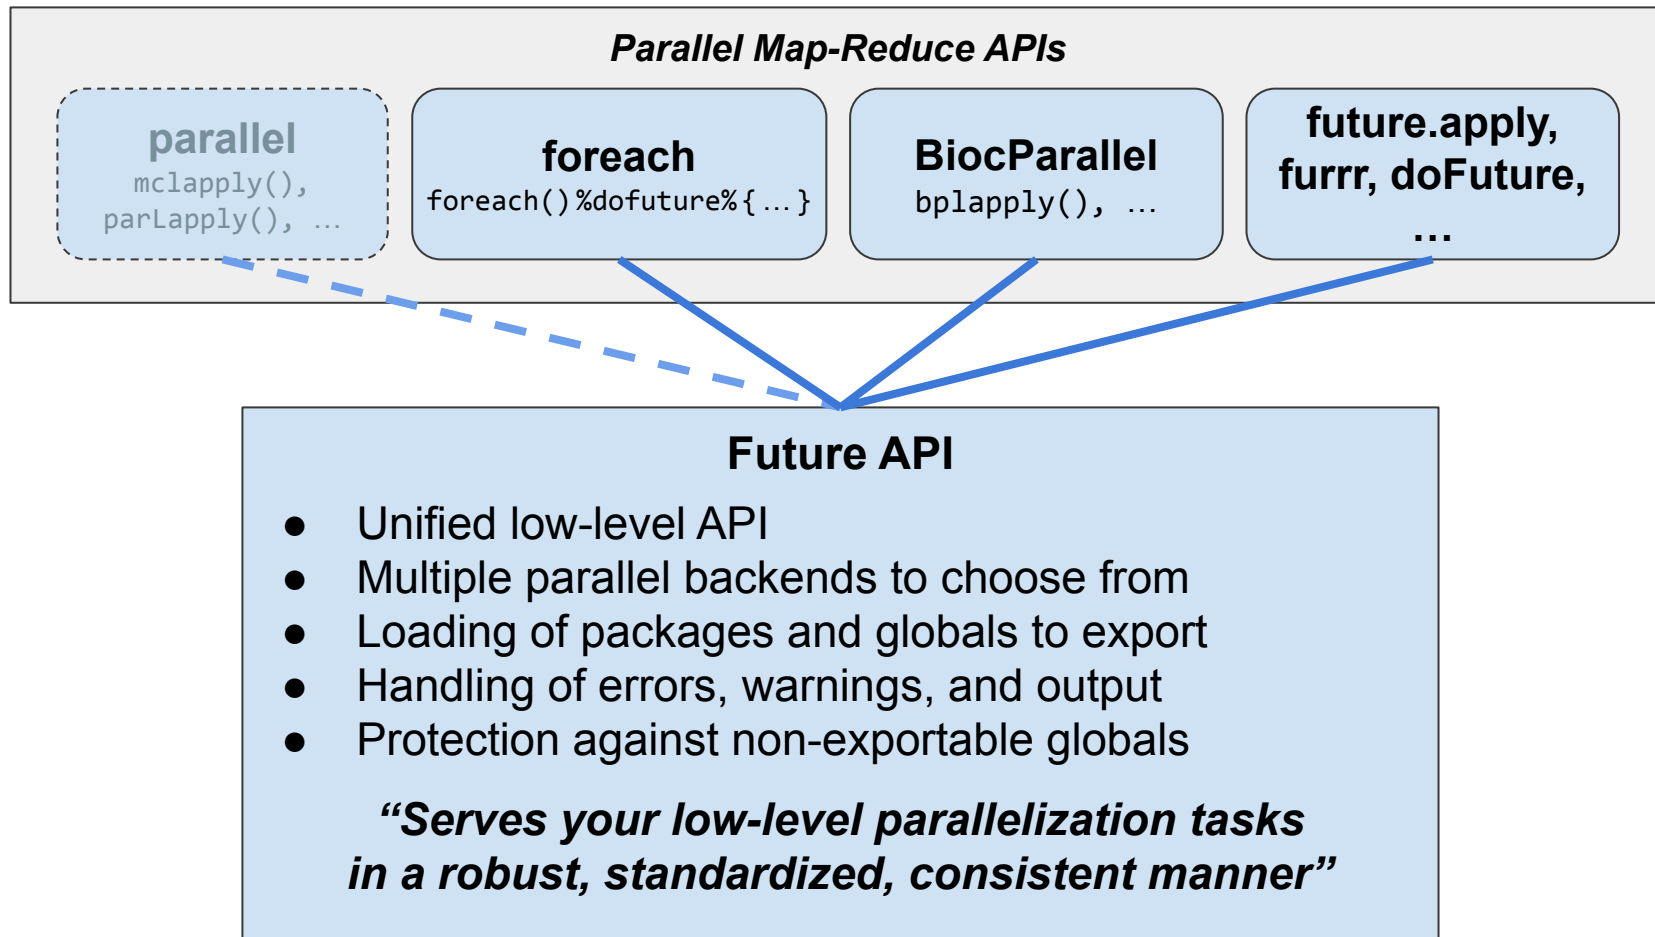 Parallel Map-Reduce APIs
parallel
mclapply(),
parLapply(), …
foreach
foreach()%dofuture%{…}
BiocParallel
bplapply(), …
future.apply,
furrr, doFuture,
…
Future API
● Unified low-level API
● Multiple parallel backends to choose from
● Loading of packages and globals to export
● Handling of errors, warnings, and output
● Protection against non-exportable globals
“Serves your low-level parallelization tasks
in a robust, standardized, consistent manner”